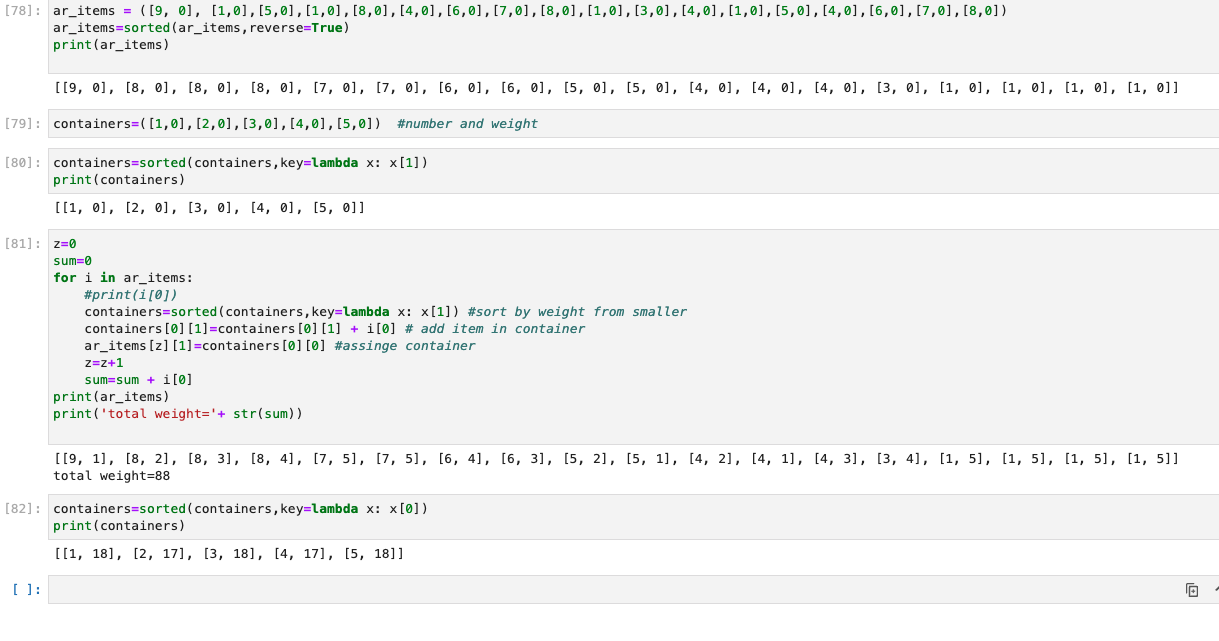 [78]: ar_items = ([9, 0], [1,0],[5,0],[1,0],[8,0],[4,0],[6,0],[7,0],[8,0],[1,0],[3,0],[4,0],[1,0],[5,0],[4,0],[6,0],[7,0],[8,0])
ar_items=sorted(ar_items,reverse=True)
print(ar_items)
[[9, 0], [8, 0], [8, 0], [8, 0], [7, 0], [7, 0], [6, 0], [6, 0], [5, 0], [5, 0], [4, 0], [4, 0], [4, 0], [3, 0], [1, 0], [1, 0], [1, 0], [1, 0]]
[79]: containers=([1,0],[2,0],[3,0],[4,0],[5,0])  #number and weight
[80]: containers=sorted(containers,key=lambda x: x[1])
print(containers)
[[1, 0], [2, 0], [3, 0], [4, 0], [5, 0]]
[81]: z=0
sum=0
for i in ar_items:
    #print(i[0])
    containers=sorted(containers,key=lambda x: x[1]) #sort by weight from smaller
    containers[0][1]=containers[0][1] + i[0] # add item in container
    ar_items[z][1]=containers[0][0] #assinge container
    z=z+1
    sum=sum + i[0]
print(ar_items)
print('total weight='+ str(sum))
[[9, 1], [8, 2], [8, 3], [8, 4], [7, 5], [7, 5], [6, 4], [6, 3], [5, 2], [5, 1], [4, 2], [4, 1], [4, 3], [3, 4], [1, 5], [1, 5], [1, 5], [1, 5]]
total weight=88
[82]: containers=sorted(containers,key=lambda x: x[0])
print(containers)
[[1, 18], [2, 17], [3, 18], [4, 17], [5, 18]]
[ ]: